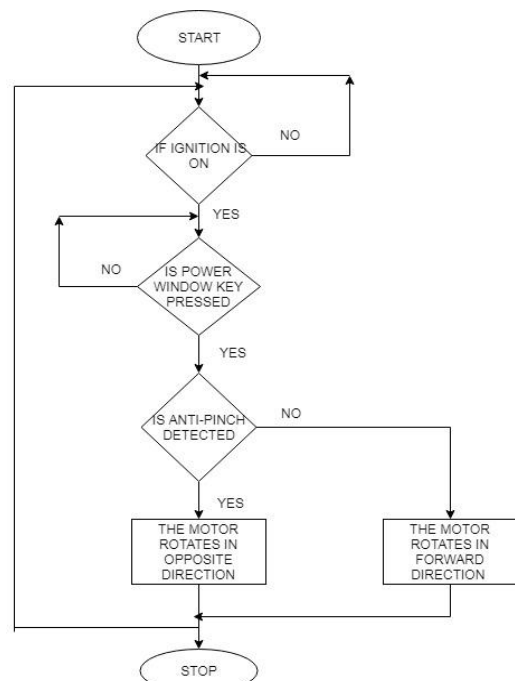 START
IF IGNITION IS
ON
NO
YES
IS POWER
WINDOW KEY
PRESSED
NO
YES
IS ANTI-PINCH
DETECTED
NO
YES
THE MOTOR
ROTATES IN
OPPOSITE
DIRECTION
THE MOTOR
ROTATES IN
FORWARD
DIRECTION
STOP